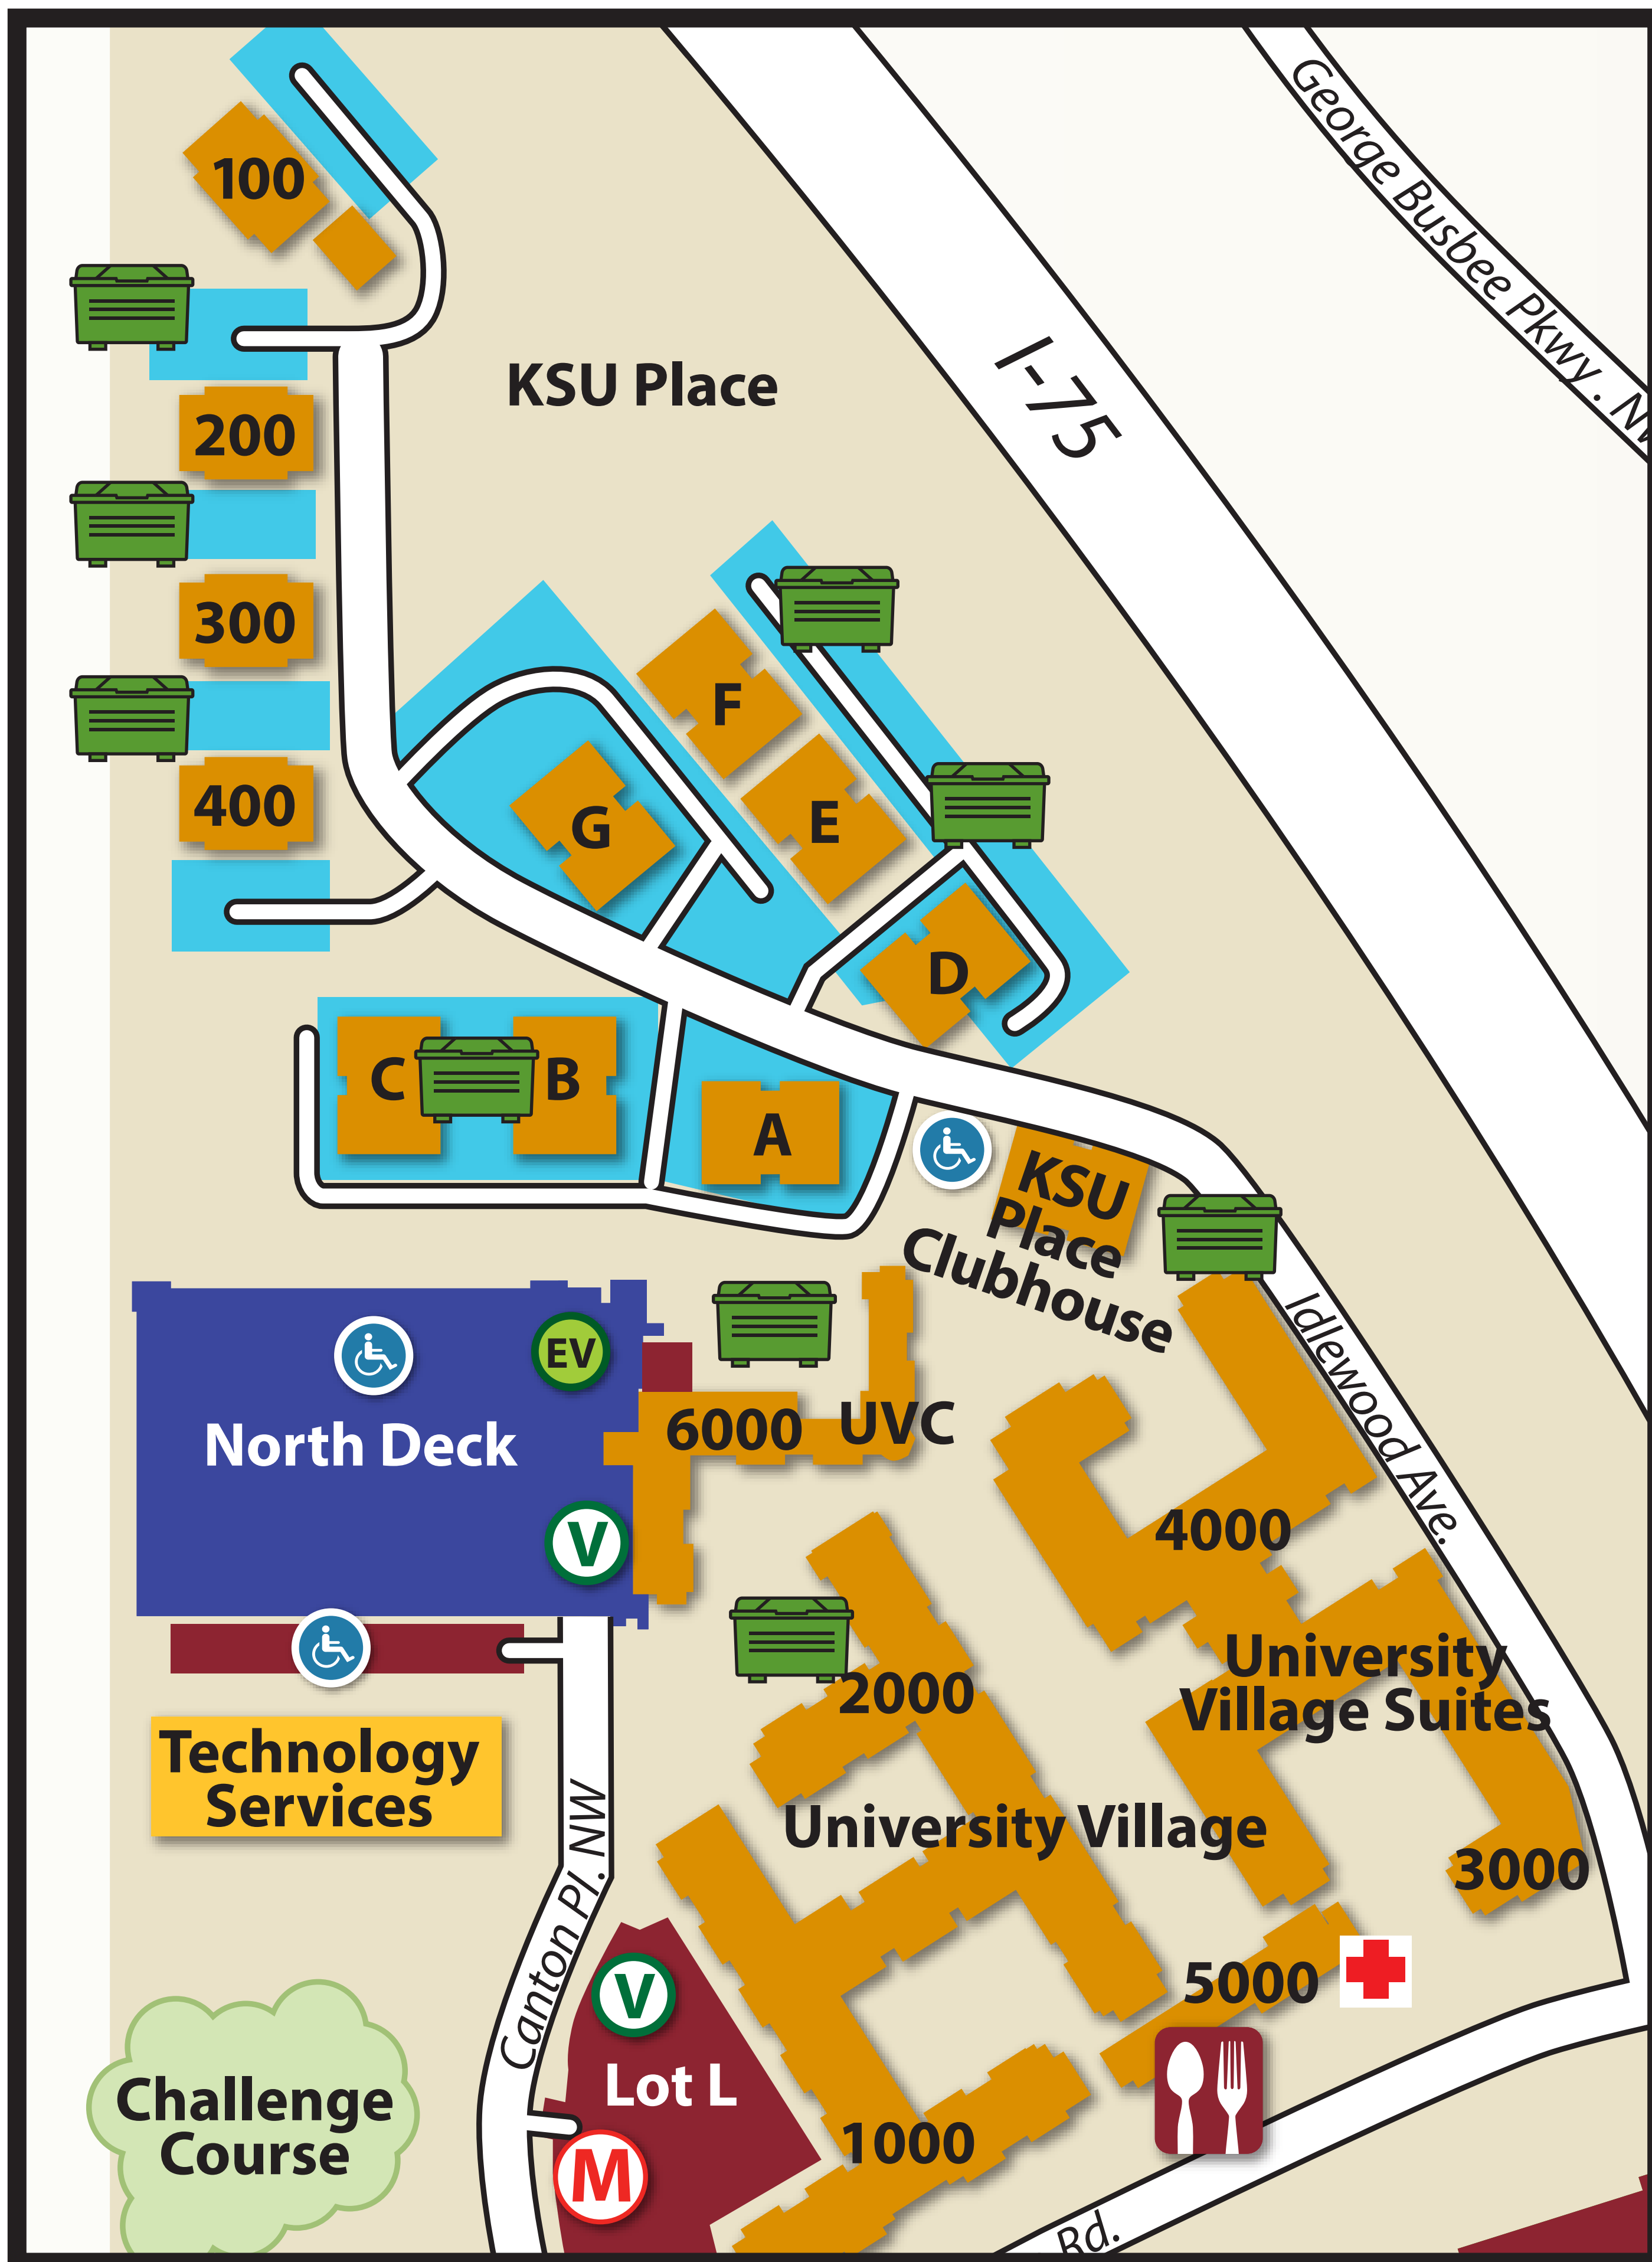 George Busbee Pkwy. NW
100
I-75
KSU Place
200
300
F
400
G
E
D
C
B
A
KSU
Place
Clubhouse
Idlewood Ave.
EV
North Deck
6000
UVC
V
4000
University
Village Suites
2000
Technology
Services
Canton Pl. NW
University Village
3000
V
5000
Lot L
Challenge
Course
1000
M
Rd.